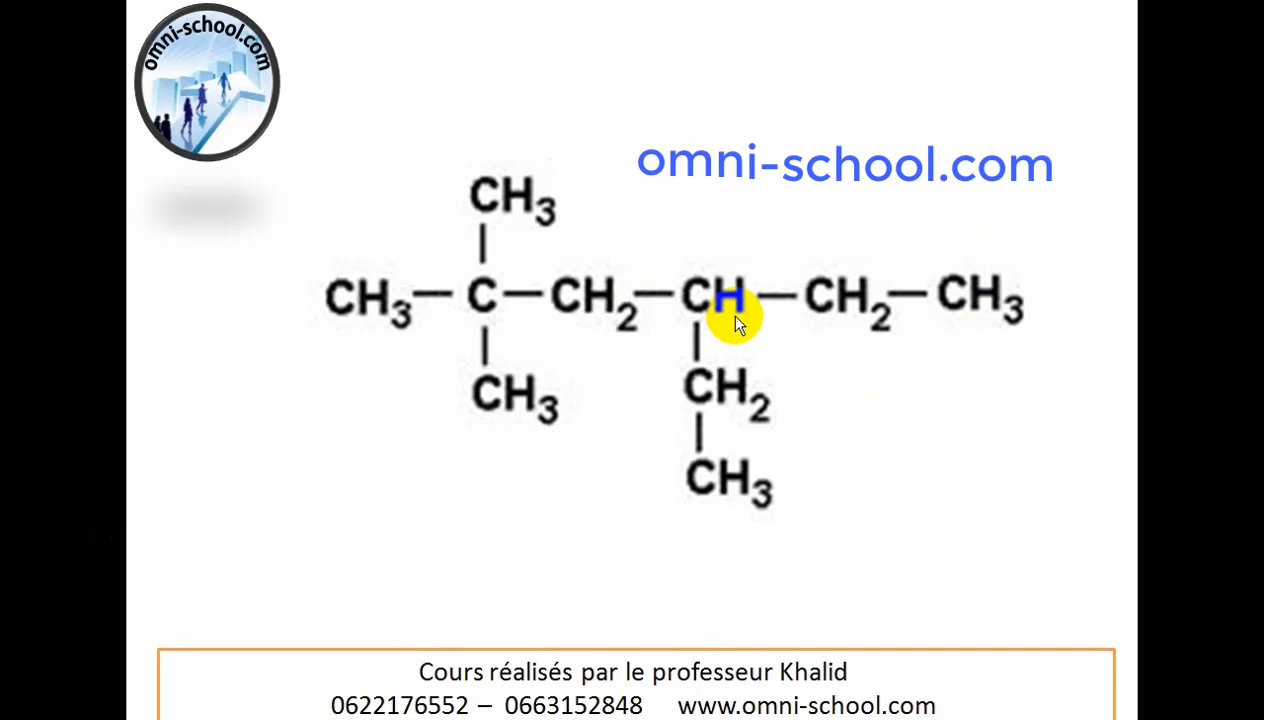 omni-school.com
omni-school.com
CH3
CH3 — C — CH2 — CH — CH2 — CH3
CH3 CH2
CH3
Cours réalisés par le professeur Khalid
0622176552 – 0663152848 www.omni-school.com